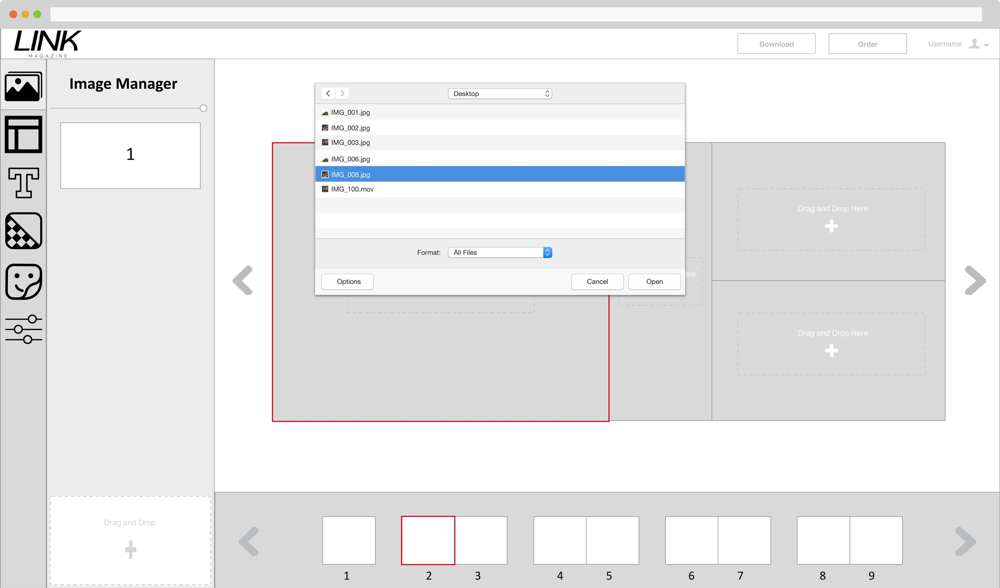 LINK
MAGAZINE
Download
Order
Username
Image Manager
1
Desktop
IMG_001.jpg
IMG_002.jpg
IMG_003.jpg
IMG_006.jpg
IMG_008.jpg
IMG_100.mov
Format:
All Files
Options
Cancel
Open
ere
Drag and Drop Here
Drag and Drop Here
Drag and Drop
1
2
3
4
5
6
7
8
9